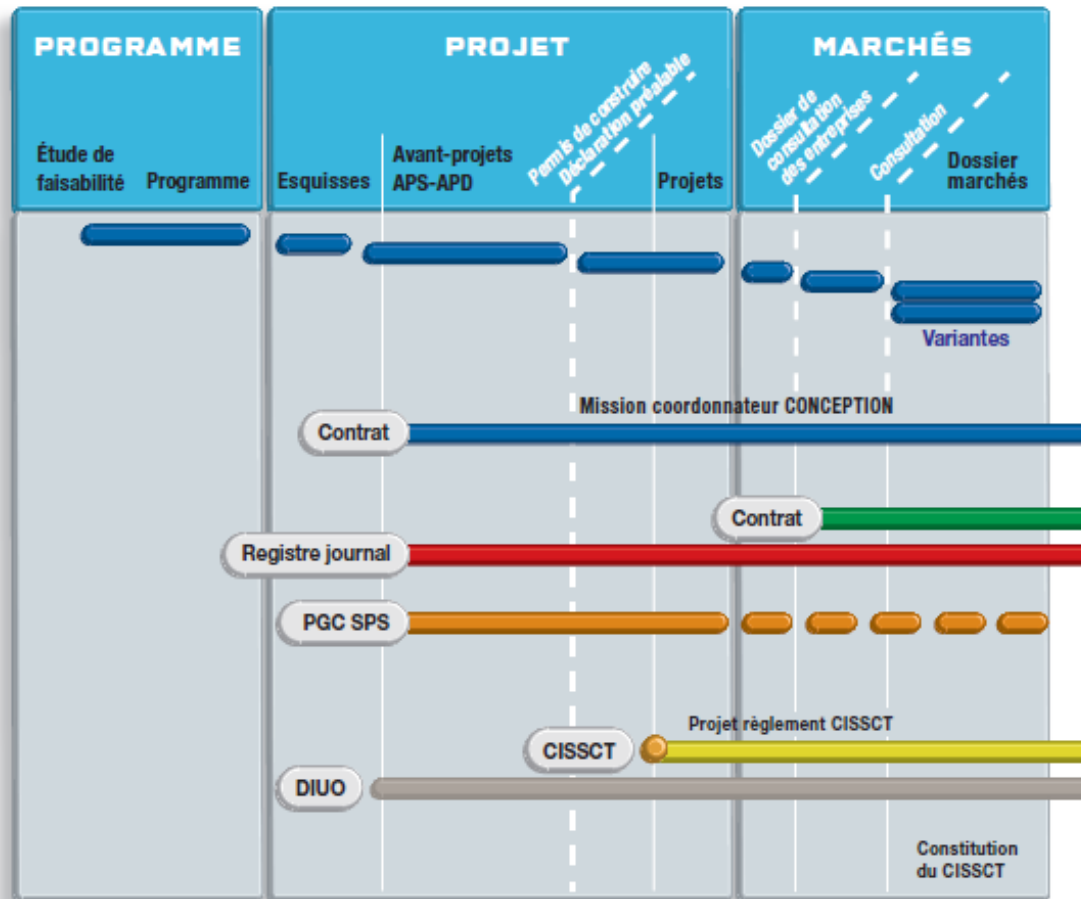 PROGRAMME
PROJET
MARCHÉS
Étude de
faisabilité
Programme
Esquisses
Avant-projets
APS-APD
Permis de construire
Déclaration préalable
Projets
Dossier de
consultation
des entreprises
Consultation
Dossier
marchés
Variantes
Mission coordonnateur CONCEPTION
Contrat
Contrat
Registre journal
PGC SPS
Projet règlement CISSCT
CISSCT
DIUO
Constitution
du CISSCT